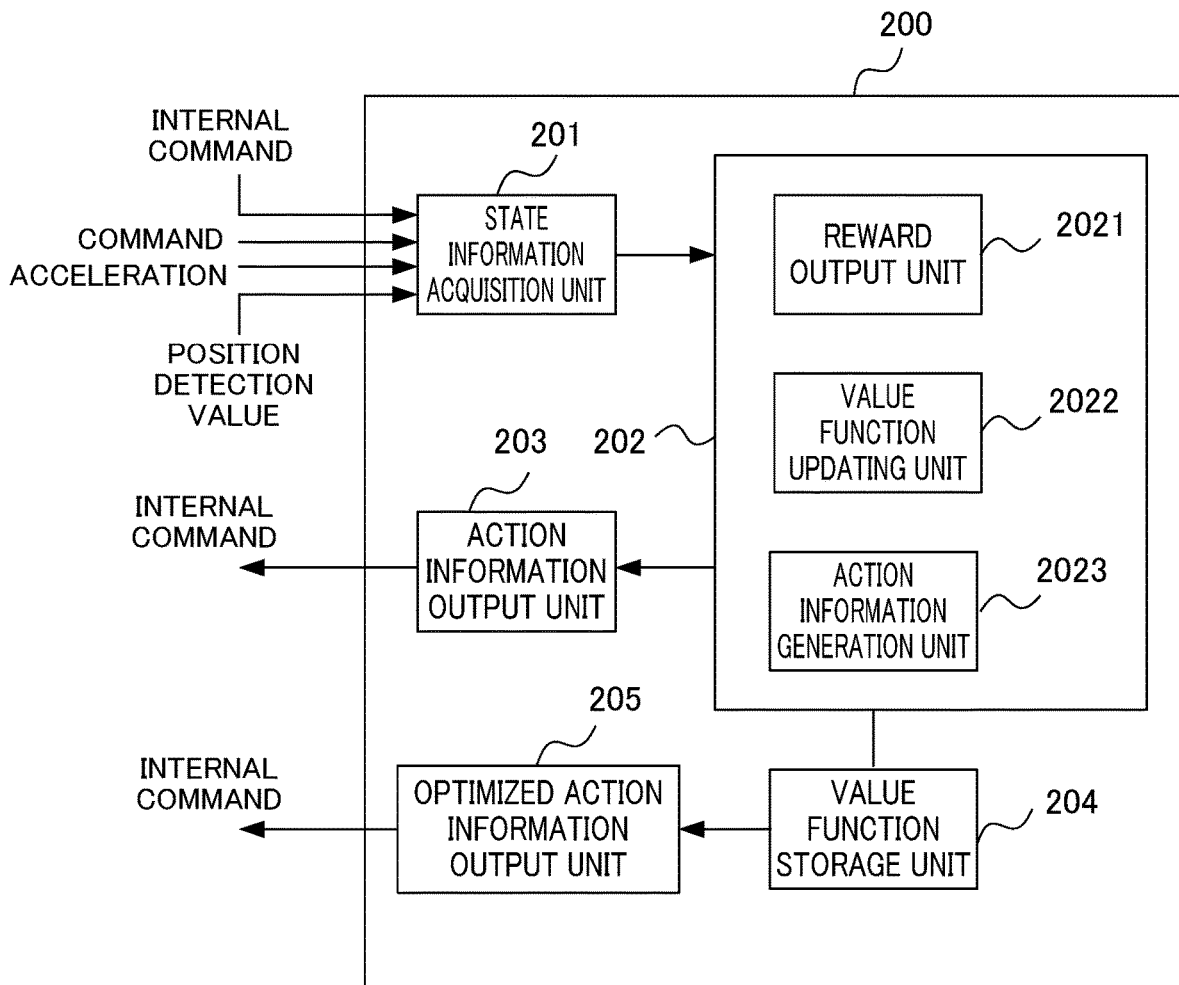 200
INTERNAL
COMMAND
201
STATE
INFORMATION
ACQUISITION UNIT
COMMAND
ACCELERATION
POSITION
DETECTION
VALUE
REWARD
OUTPUT UNIT
2021
VALUE
FUNCTION
UPDATING UNIT
2022
202
203
INTERNAL
COMMAND
ACTION
INFORMATION
OUTPUT UNIT
ACTION
INFORMATION
GENERATION UNIT
2023
205
INTERNAL
COMMAND
OPTIMIZED ACTION
INFORMATION
OUTPUT UNIT
VALUE
FUNCTION
STORAGE UNIT
204